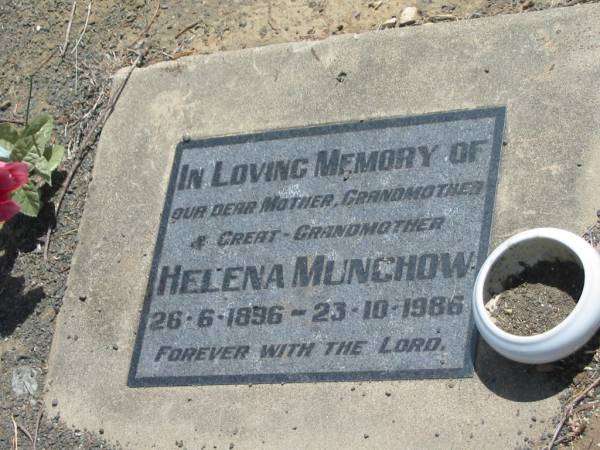 In Loving Memory of
our dear Mother, Grandmother
& Great-Grandmother
Helena Munchow
26·6·1896 – 23·10·1986
Forever with the Lord.